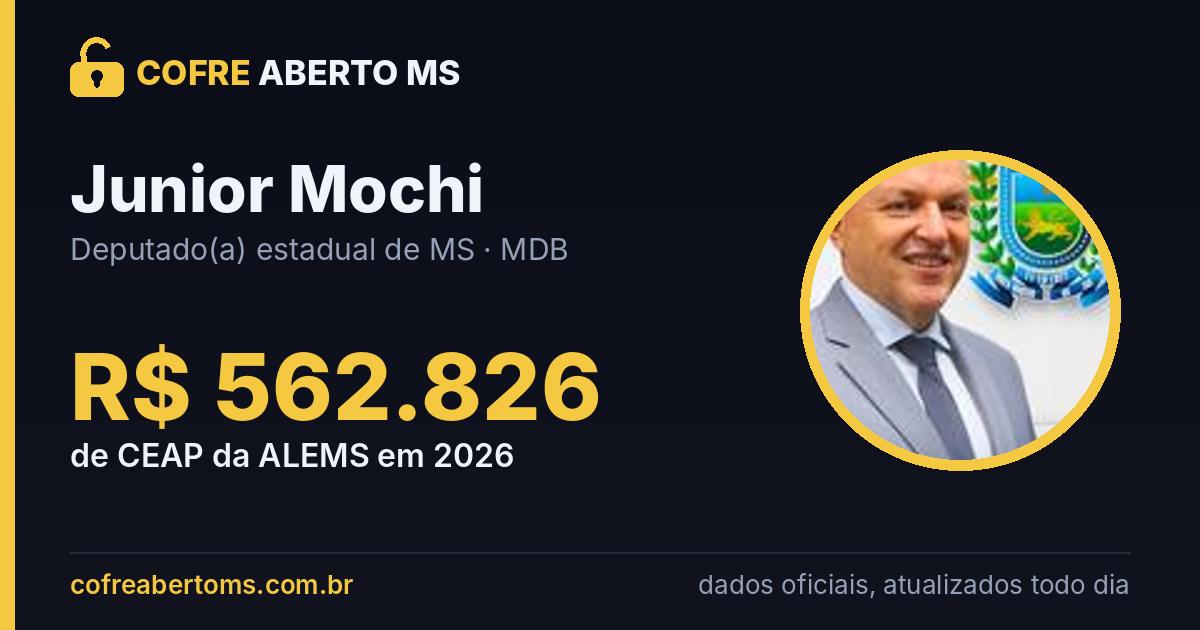 COFRE ABERTO MS
Junior Mochi
Deputado(a) estadual de MS · MDB
R$ 562.826
de CEAP da ALEMS em 2026
cofreabertoms.com.br
dados oficiais, atualizados todo dia